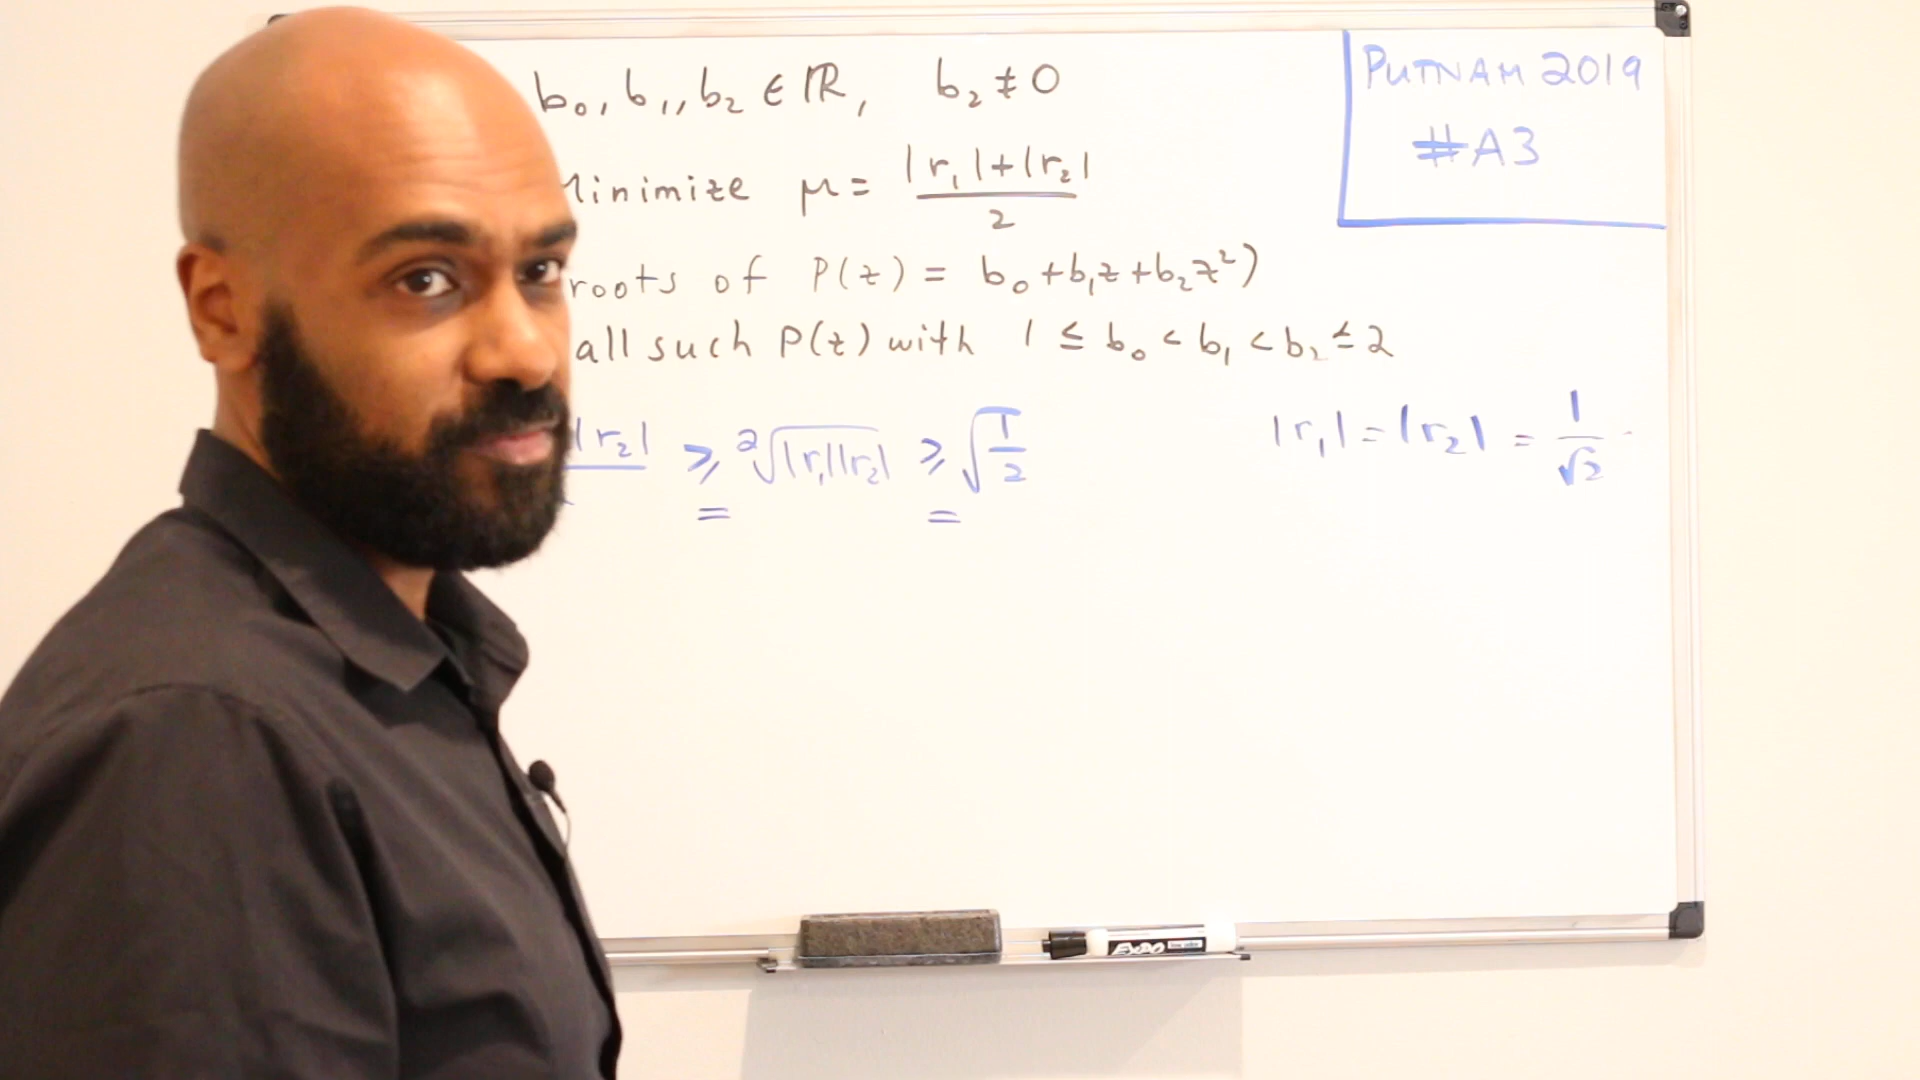 b₀, b₁, b₂ ∈ ℝ, b₂ ≠ 0
PUTNAM 2019
#A3
inimize μ = (|r₁|+|r₂|)/2
roots of P(z) = b₀+b₁z+b₂z²)
all such P(z) with 1 ≤ b₀ < b₁ < b₂ ≤ 2
|r₂| ≥ ²√|r₁||r₂| ≥ √(1/2)
= =
|r₁| = |r₂| = 1/√2
EXPO